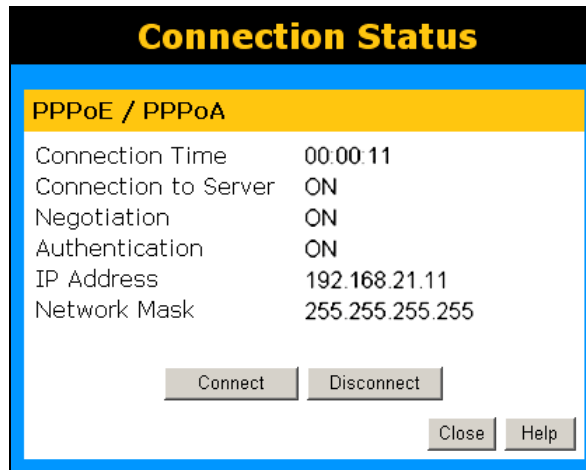 Connection Status
PPPoE / PPPoA
Connection Time 00:00:11
Connection to Server ON
Negotiation ON
Authentication ON
IP Address 192.168.21.11
Network Mask 255.255.255.255
Connect Disconnect
Close Help